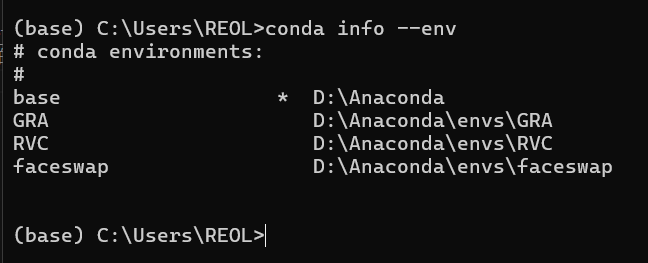 (base) C:\Users\REOL>conda info --env
# conda environments:
#
base                  *  D:\Anaconda
GRA                      D:\Anaconda\envs\GRA
RVC                      D:\Anaconda\envs\RVC
faceswap                 D:\Anaconda\envs\faceswap
(base) C:\Users\REOL>